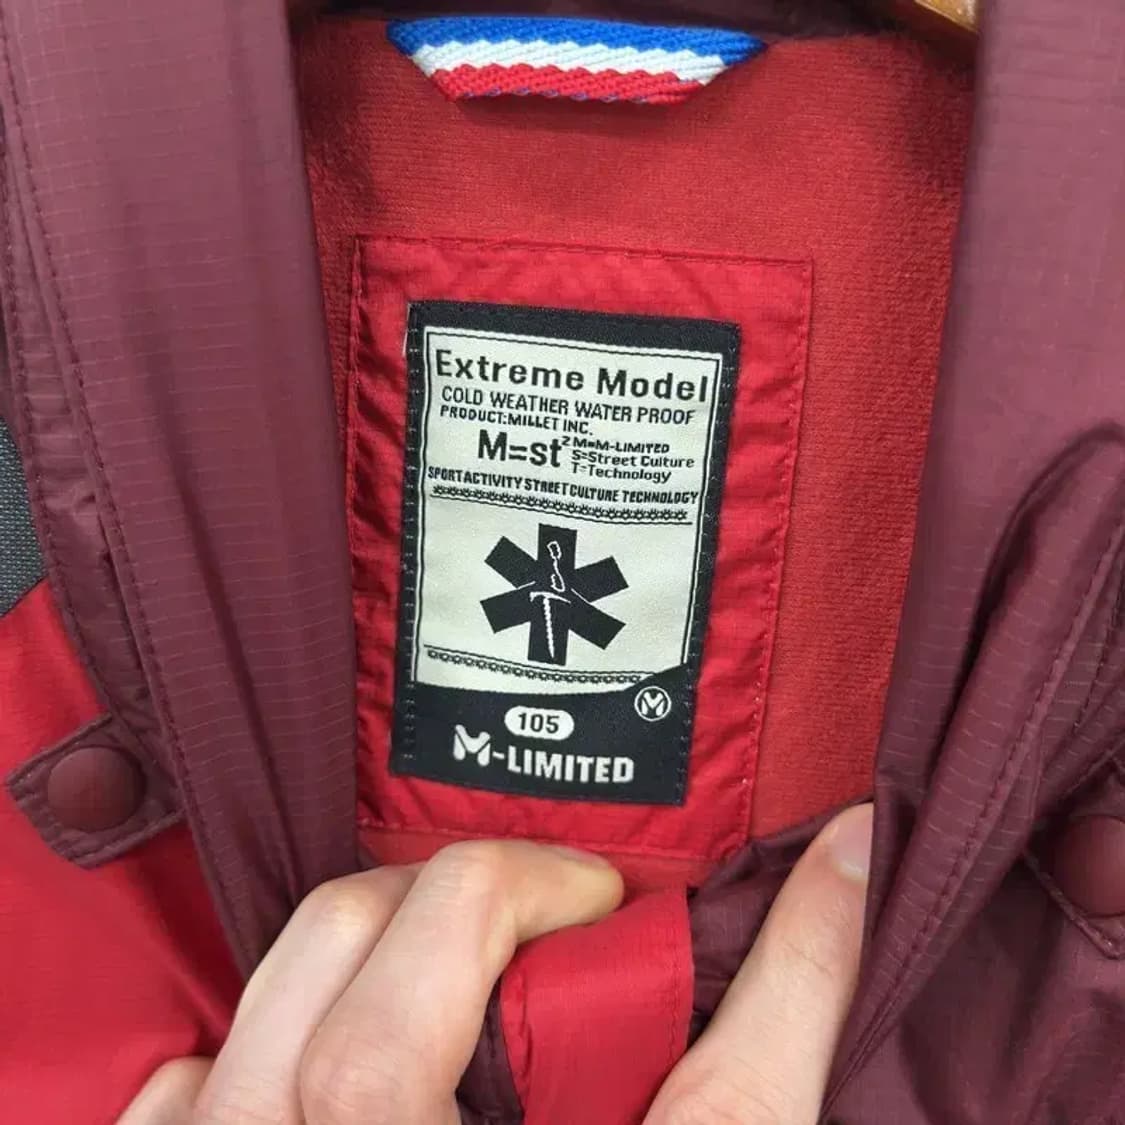 Extreme Model
COLD WEATHER WATER PROOF
PRODUCT:MILLET INC.
M=st² M=M-LIMITED
S=Street Culture
T=Technology
SPORT ACTIVITY STREET CULTURE TECHNOLOGY
M
105
M-LIMITED